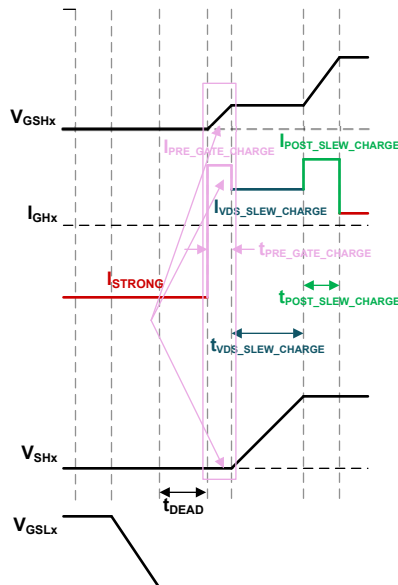 VGSHx
IPRE_GATE_CHARGE
IPOST_SLEW_CHARGE
IVDS_SLEW_CHARGE
IGHx
tPRE_GATE_CHARGE
ISTRONG
tPOST_SLEW_CHARGE
tVDS_SLEW_CHARGE
VSHx
tDEAD
VGSLx